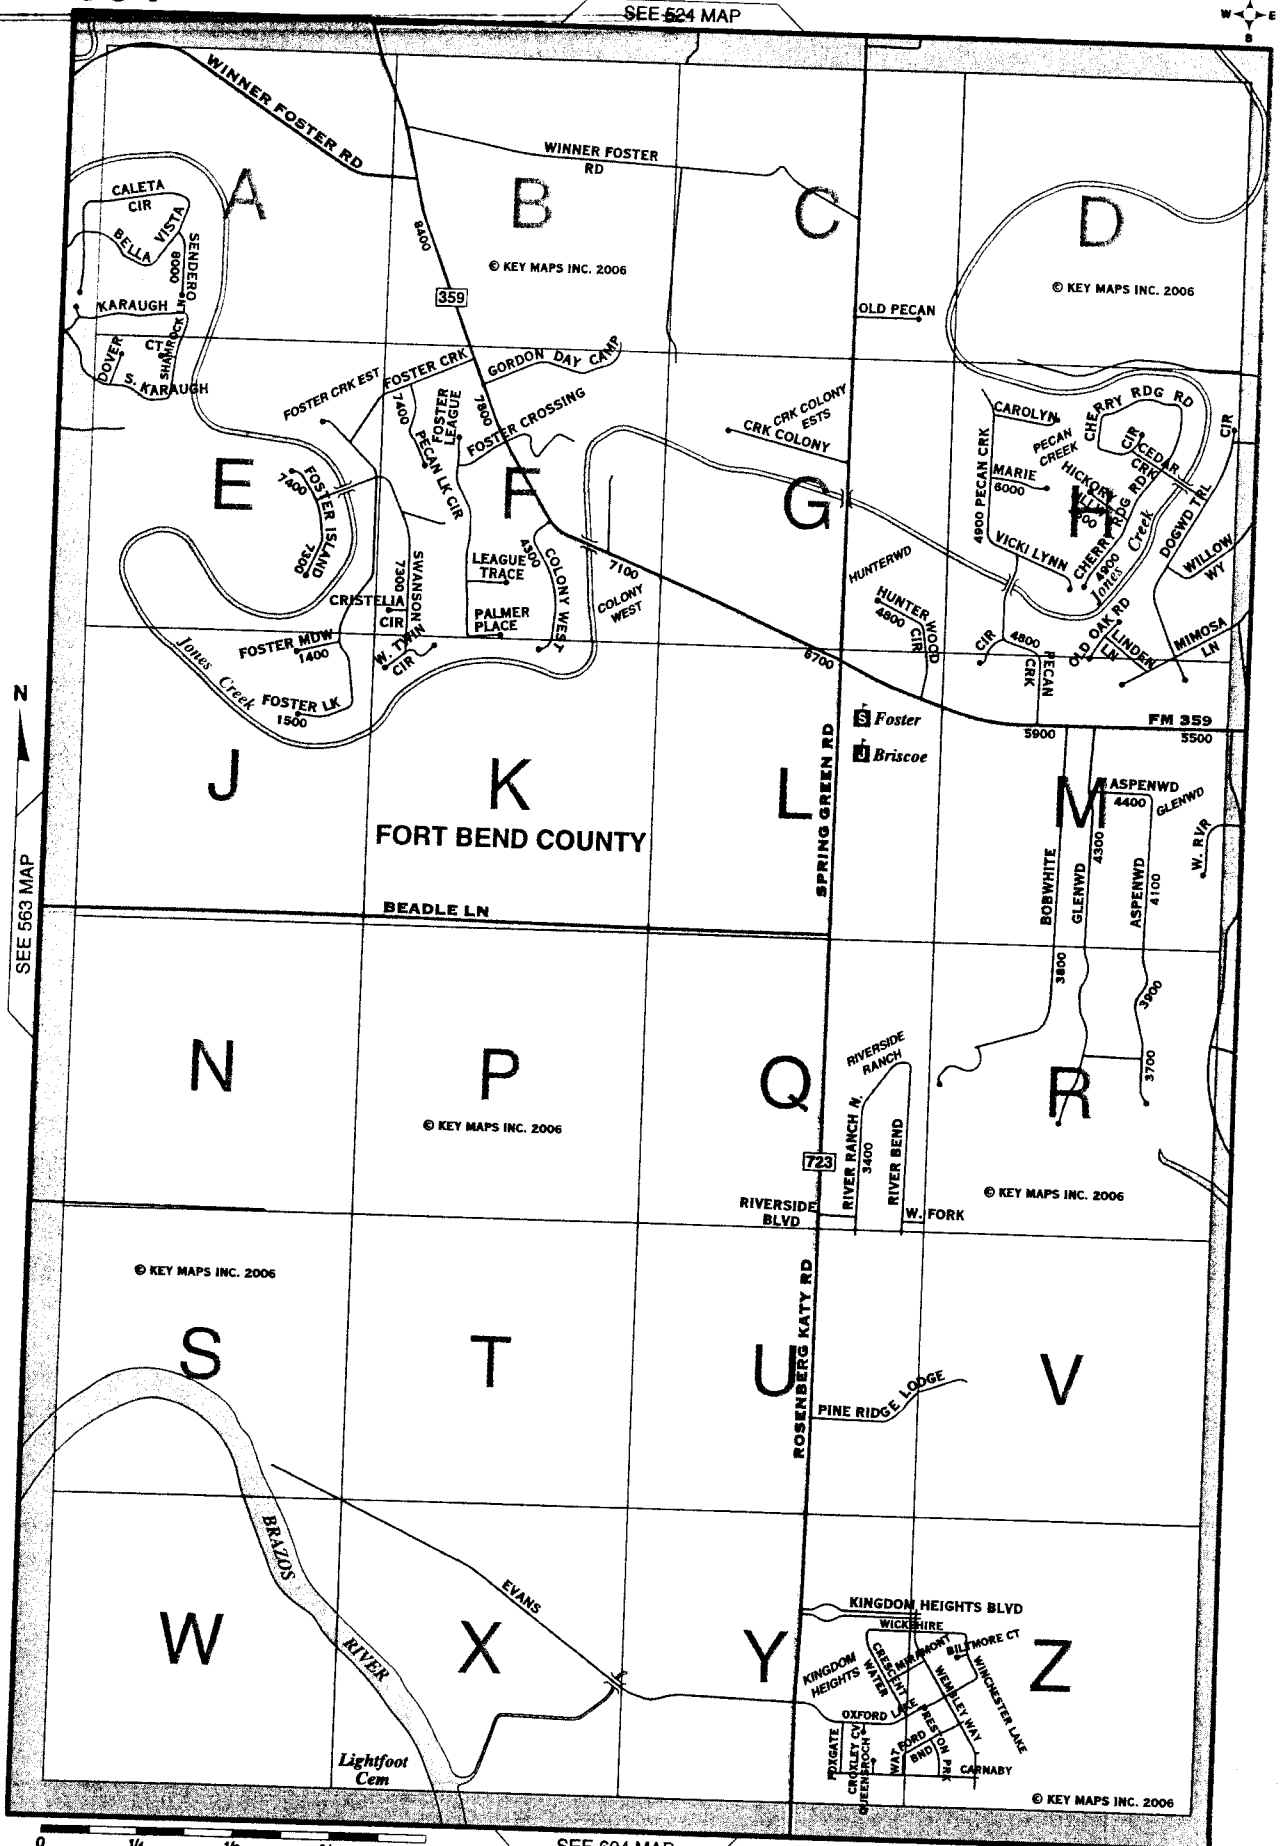 SEE 524 MAP
W E
S
WINNER FOSTER RD
WINNER FOSTER
RD
A
B
C
D
CALETA
CIR
BELLA VISTA
SENDERO
8000
8400
© KEY MAPS INC. 2006
© KEY MAPS INC. 2006
359
KARAUGH
SHAMROCK LN
CT
DOVER
S. KARAUGH
OLD PECAN
FOSTER CRK EST
FOSTER CRK
GORDON DAY CAMP
7400
FOSTER
LEAGUE
7800
FOSTER CROSSING
PECAN LK CIR
CRK COLONY
ESTS
CRK COLONY
CAROLYN
CHERRY RDG RD
CIR
PECAN
CREEK
CIR
CEDAR
CRK
4900 PECAN CRK
MARIE
6000
HICKORY
CHERRY RDG RD
4900
Jones
Creek
DOGWD TRL
VICKI LYNN
WILLOW
WY
E
F
G
H
7400
FOSTER ISLAND
7300
LEAGUE
TRACE
4300
COLONY WEST
7100
COLONY
WEST
HUNTERWD
HUNTER WOOD
4800
CIR
CRISTELIA
CIR
7300
SWANSON
PALMER
PLACE
FOSTER MDW
1400
W. TWIN
CIR
CIR
4800
PECAN
CRK
OLD OAK RD
LINDEN
LN
MIMOSA
LN
6700
Jones
Creek
FOSTER LK
1500
N
S Foster
J Briscoe
FM 359
5900
5500
J
K
L
M
FORT BEND COUNTY
SPRING GREEN RD
ASPENWD
4400
GLENWD
W. RVR
4300
BOBWHITE
GLENWD
ASPENWD
4100
SEE 563 MAP
BEADLE LN
3800
3900
3700
RIVERSIDE
RANCH
N
P
Q
R
© KEY MAPS INC. 2006
RIVER RANCH N.
3400
RIVER BEND
723
© KEY MAPS INC. 2006
RIVERSIDE
BLVD
W. FORK
© KEY MAPS INC. 2006
ROSENBERG KATY RD
S
T
U
V
PINE RIDGE LODGE
BRAZOS
RIVER
EVANS
KINGDOM HEIGHTS BLVD
WICKSHIRE
MIRAMONT
BILTMORE CT
KINGDOM
HEIGHTS
CRESCENT
WATER
WEMBLEY WAY
WINCHESTER LAKE
W
X
Y
Z
OXFORD LAKE
PRESTON PRK
FOXGATE
CROXLEY CV
QUEENSROCH
WATFORD
BND
CARNABY
Lightfoot
Cem
© KEY MAPS INC. 2006
0 1/4
SEE 604 MAP